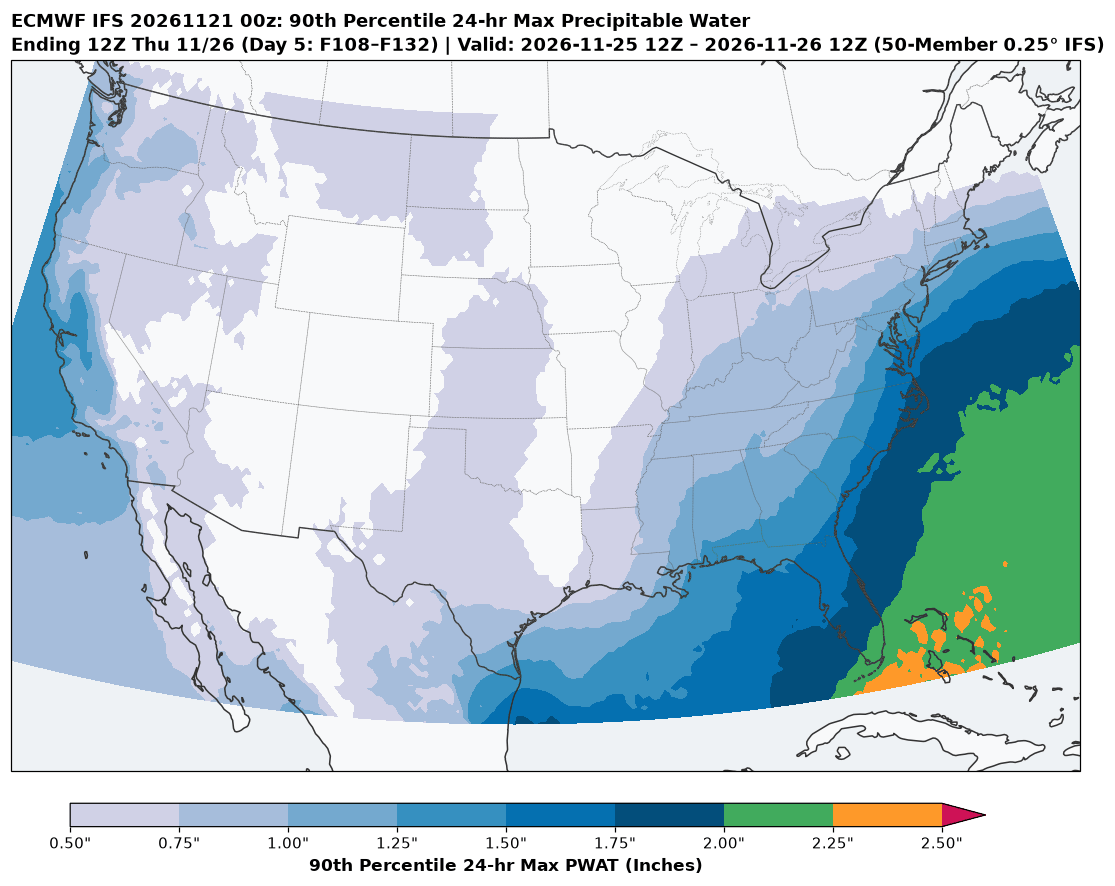 ECMWF IFS 20261121 00z: 90th Percentile 24-hr Max Precipitable Water
Ending 12Z Thu 11/26 (Day 5: F108–F132) | Valid: 2026-11-25 12Z – 2026-11-26 12Z (50-Member 0.25° IFS)
0.50" 0.75" 1.00" 1.25" 1.50" 1.75" 2.00" 2.25" 2.50"
90th Percentile 24-hr Max PWAT (Inches)